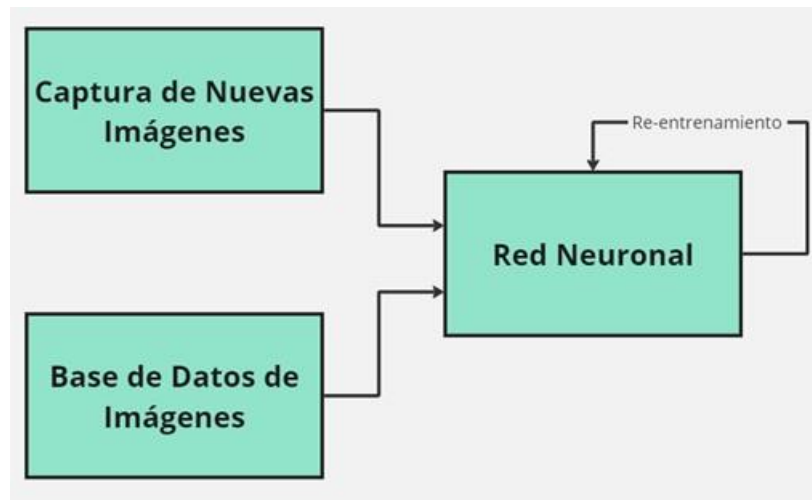 Captura de Nuevas
Imágenes
Re-entrenamiento
Red Neuronal
Base de Datos de
Imágenes